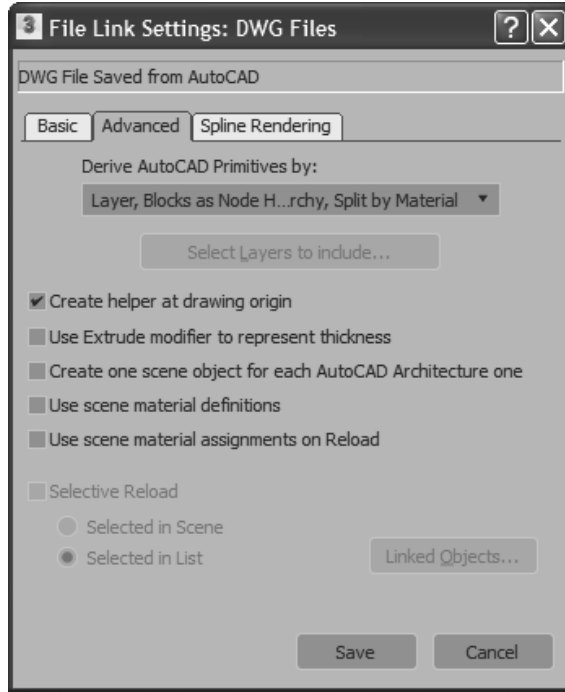 3 File Link Settings: DWG Files ? X
DWG File Saved from AutoCAD
Basic Advanced Spline Rendering
Derive AutoCAD Primitives by:
Layer, Blocks as Node H...rchy, Split by Material
Select Layers to include...
Create helper at drawing origin
Use Extrude modifier to represent thickness
Create one scene object for each AutoCAD Architecture one
Use scene material definitions
Use scene material assignments on Reload
Selective Reload
Selected in Scene
Selected in List Linked Objects...
Save Cancel